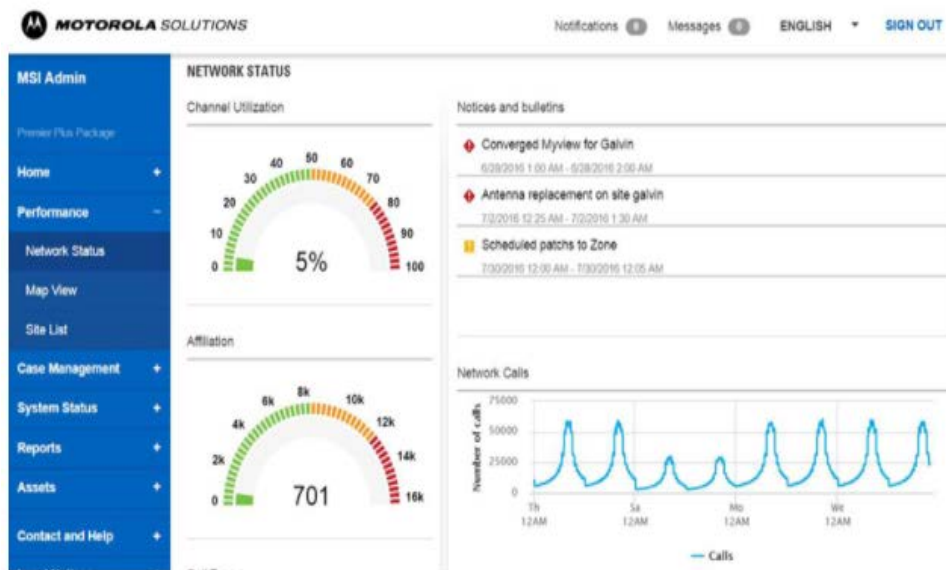 MOTOROLA SOLUTIONS
Notifications 0 Messages 0 ENGLISH SIGN OUT
MSI Admin
Premier Plus Package
Home +
Performance −
Network Status
Map View
Site List
Case Management +
System Status +
Reports +
Assets +
Contact and Help +
NETWORK STATUS
Channel Utilization
0 10 20 30 40 50 60 70 80 90 100
5%
Affiliation
0 2k 4k 6k 8k 10k 12k 14k 16k
701
Notices and bulletins
Converged Myview for Galvin
6/28/2016 1:00 AM - 6/28/2016 2:00 AM
Antenna replacement on site galvin
7/2/2016 12:25 AM - 7/2/2016 1:30 AM
Scheduled patchs to Zone
7/30/2016 12:00 AM - 7/30/2016 12:05 AM
Network Calls
Number of calls
75000
50000
25000
0
Th Sa Mo We
12AM 12AM 12AM 12AM
Calls